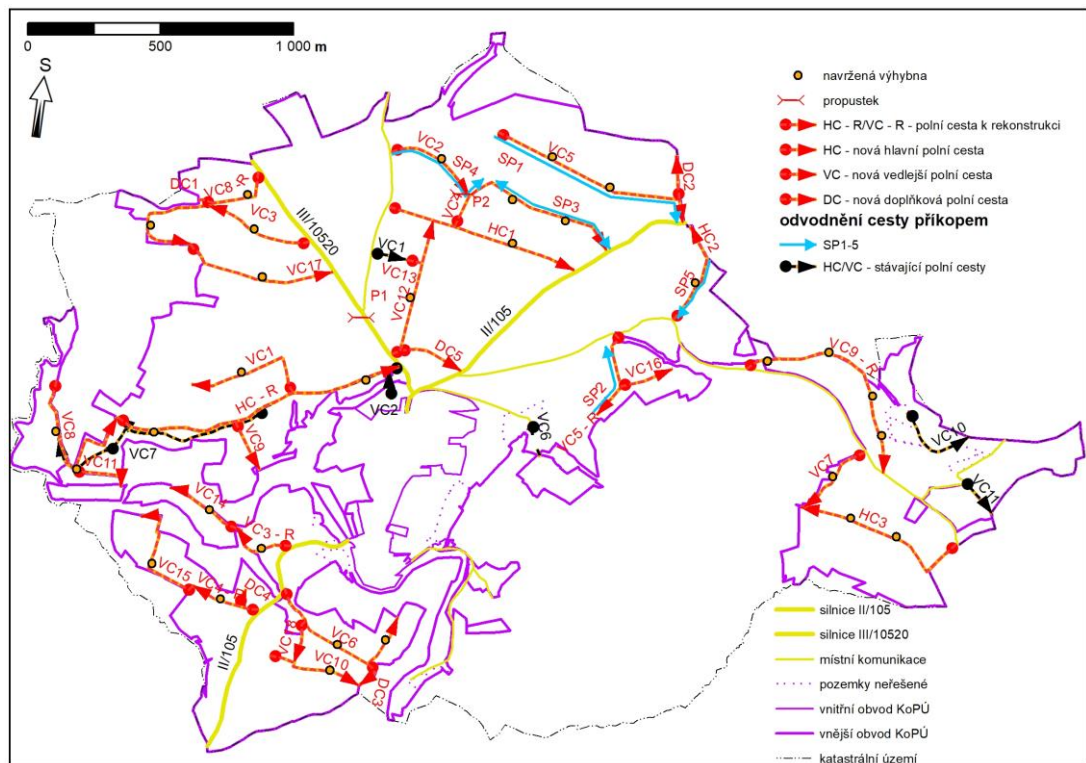 0 500 1 000 m
S
navržená výhybna
propustek
HC - R/VC - R - polní cesta k rekonstrukci
HC - nová hlavní polní cesta
VC - nová vedlejší polní cesta
DC - nová doplňková polní cesta
odvodnění cesty příkopem
SP1-5
HC/VC - stávající polní cesty
VC2
SP4
SP1
VC5
DC1
VC8 - R
VC3
VC4
P2
SP3
DC2
III/10520
HC1
HC2
VC1
VC13
VC17
P1
VC12
SP5
II/105
DC5
VC1
HC - R
VC2
VC16
SP2
VC5 - R
VC9 - R
VC8
VC7
VC11
VC9
VC6
VC10
VC7
VC11
VC14
VC3 - R
HC3
VC15
DC4
II/105
VC18
VC6
VC10
DC3
silnice II/105
silnice III/10520
místní komunikace
pozemky neřešené
vnitřní obvod KoPÚ
vnější obvod KoPÚ
katastrální území